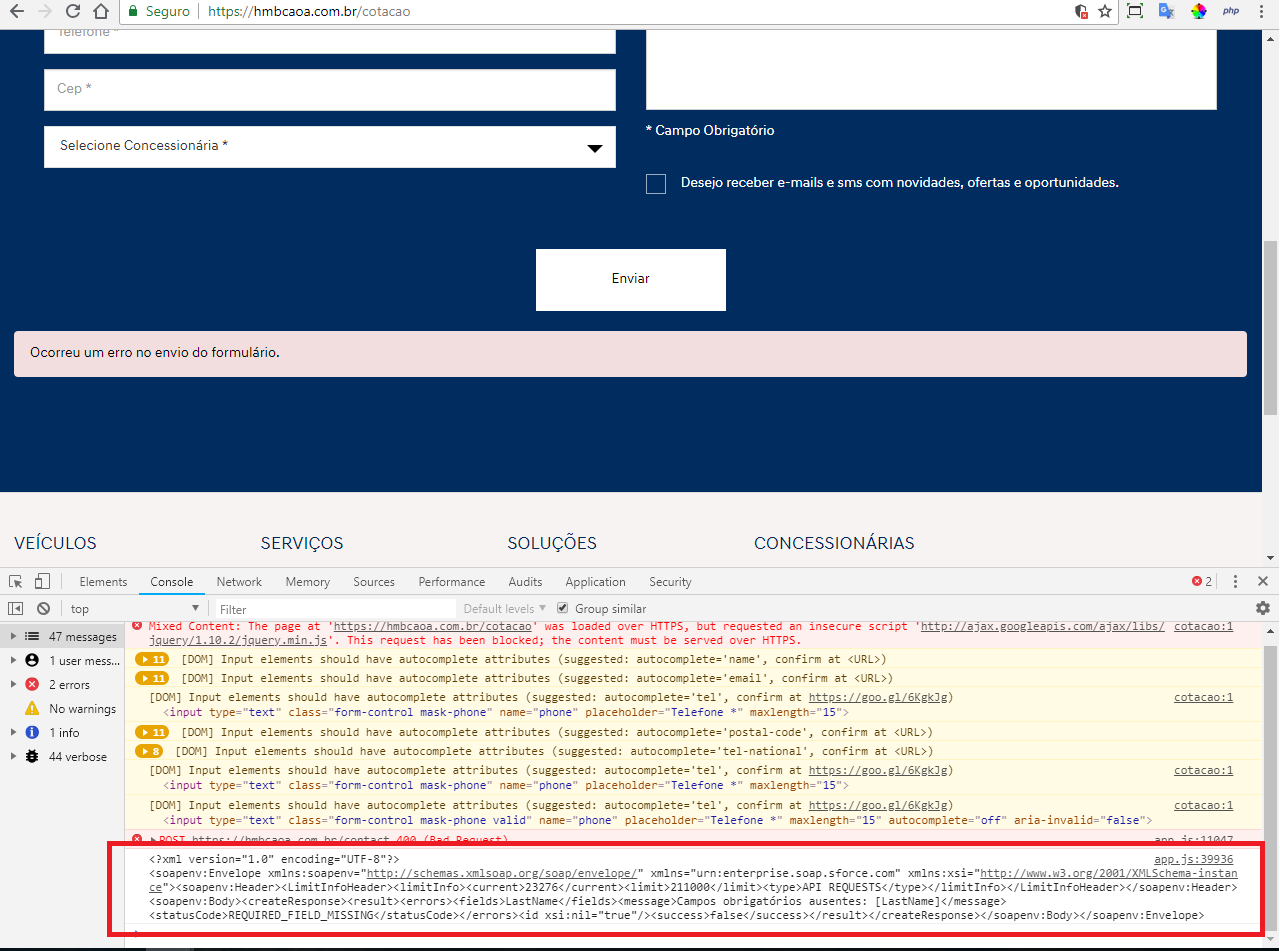 Seguro
https://hmbcaoa.com.br/cotacao
php
Telefone *
Cep *
Selecione Concessionária *
* Campo Obrigatório
Desejo receber e-mails e sms com novidades, ofertas e oportunidades.
Enviar
Ocorreu um erro no envio do formulário.
VEÍCULOS SERVIÇOS SOLUÇÕES CONCESSIONÁRIAS
Elements Console Network Memory Sources Performance Audits Application Security 2
top Filter Default levels Group similar
47 messages
1 user mess...
2 errors
No warnings
1 info
44 verbose
Mixed Content: The page at 'https://hmbcaoa.com.br/cotacao' was loaded over HTTPS, but requested an insecure script 'http://ajax.googleapis.com/ajax/libs/ cotacao:1
jquery/1.10.2/jquery.min.js'. This request has been blocked; the content must be served over HTTPS.
11 [DOM] Input elements should have autocomplete attributes (suggested: autocomplete='name', confirm at <URL>)
11 [DOM] Input elements should have autocomplete attributes (suggested: autocomplete='email', confirm at <URL>)
[DOM] Input elements should have autocomplete attributes (suggested: autocomplete='tel', confirm at https://goo.gl/6KgkJg) cotacao:1
<input type="text" class="form-control mask-phone" name="phone" placeholder="Telefone *" maxlength="15">
11 [DOM] Input elements should have autocomplete attributes (suggested: autocomplete='postal-code', confirm at <URL>)
8 [DOM] Input elements should have autocomplete attributes (suggested: autocomplete='tel-national', confirm at <URL>)
[DOM] Input elements should have autocomplete attributes (suggested: autocomplete='tel', confirm at https://goo.gl/6KgkJg) cotacao:1
<input type="text" class="form-control mask-phone" name="phone" placeholder="Telefone *" maxlength="15">
[DOM] Input elements should have autocomplete attributes (suggested: autocomplete='tel', confirm at https://goo.gl/6KgkJg) cotacao:1
<input type="text" class="form-control mask-phone valid" name="phone" placeholder="Telefone *" maxlength="15" autocomplete="off" aria-invalid="false">
POST https://hmbcaoa.com.br/contact 400 (Bad Request) app.js:11047
<?xml version="1.0" encoding="UTF-8"?> app.js:39936
<soapenv:Envelope xmlns:soapenv="http://schemas.xmlsoap.org/soap/envelope/" xmlns="urn:enterprise.soap.sforce.com" xmlns:xsi="http://www.w3.org/2001/XMLSchema-instan
ce"><soapenv:Header><LimitInfoHeader><limitInfo><current>23276</current><limit>211000</limit><type>API REQUESTS</type></limitInfo></LimitInfoHeader></soapenv:Header>
<soapenv:Body><createResponse><result><errors><fields>LastName</fields><message>Campos obrigatórios ausentes: [LastName]</message>
<statusCode>REQUIRED_FIELD_MISSING</statusCode></errors><id xsi:nil="true"/><success>false</success></result></createResponse></soapenv:Body></soapenv:Envelope>